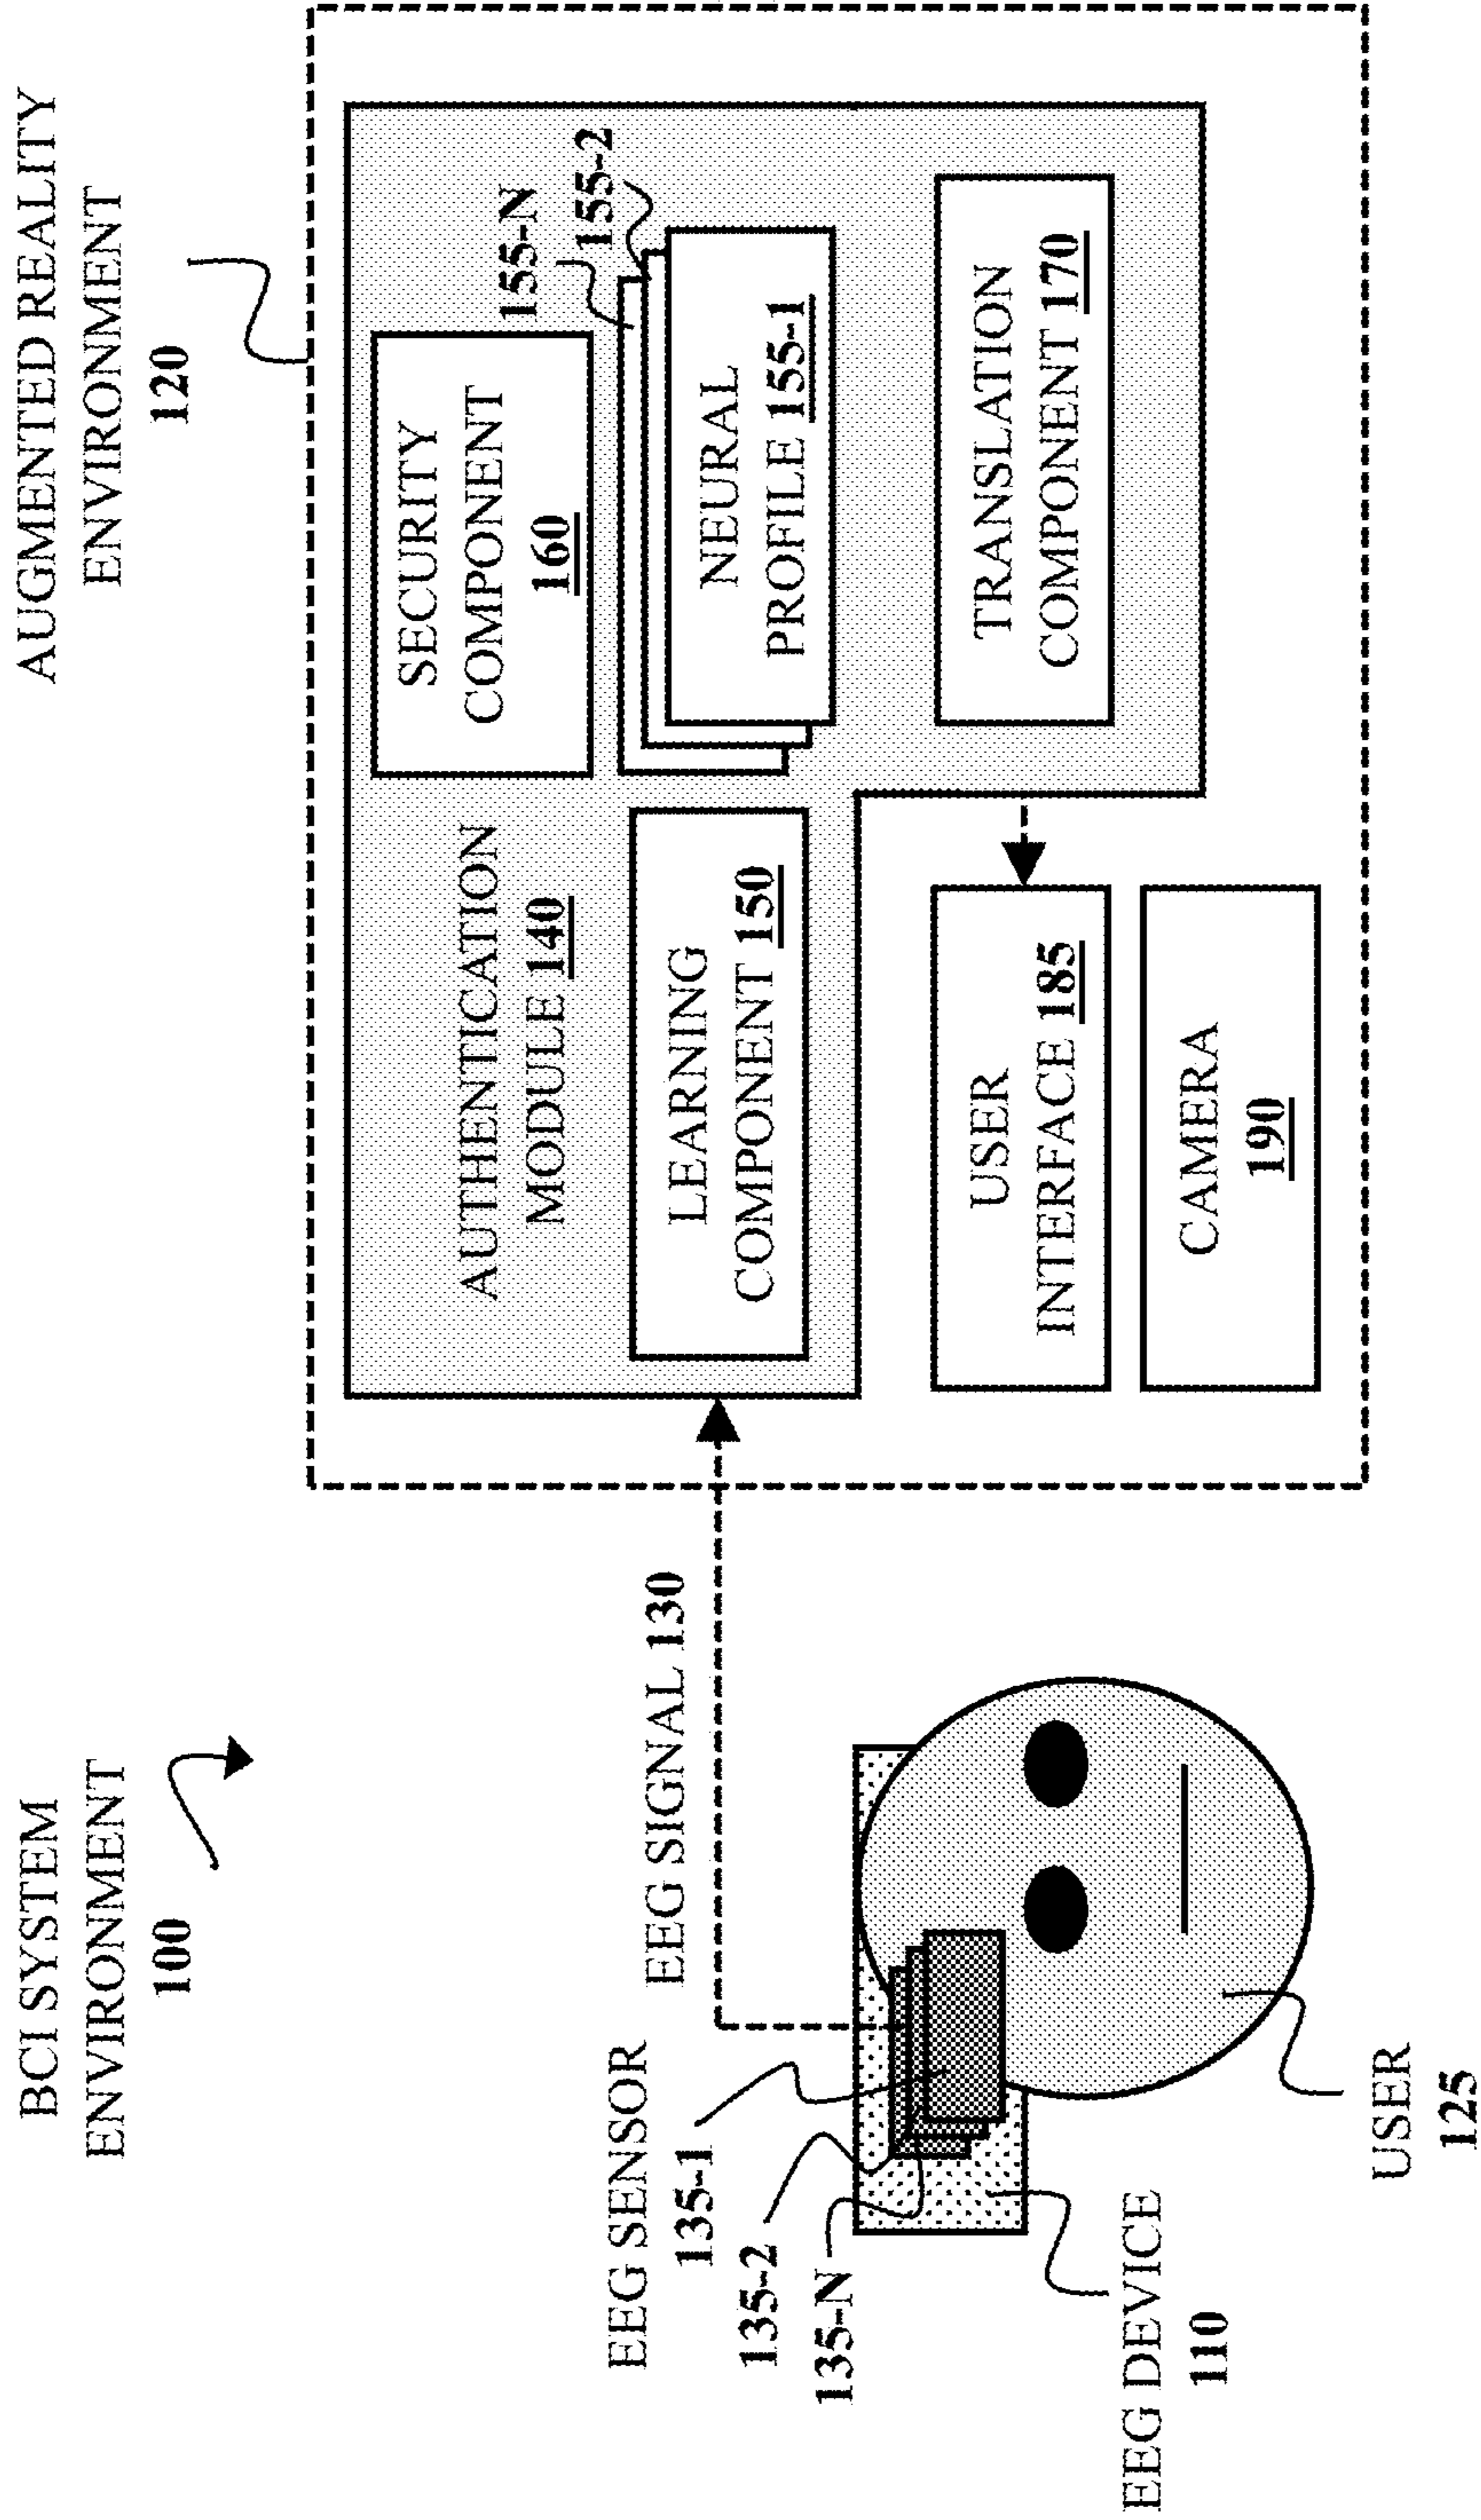 BCI SYSTEM
ENVIRONMENT
100
AUGMENTED REALITY
ENVIRONMENT
120
EEG SENSOR
135-1
135-2
135-N
EEG SIGNAL 130
EEG DEVICE
110
USER
125
AUTHENTICATION
MODULE 140
SECURITY
COMPONENT
160
155-N
155-2
LEARNING
COMPONENT 150
NEURAL
PROFILE 155-1
USER
INTERFACE 185
TRANSLATION
COMPONENT 170
CAMERA
190